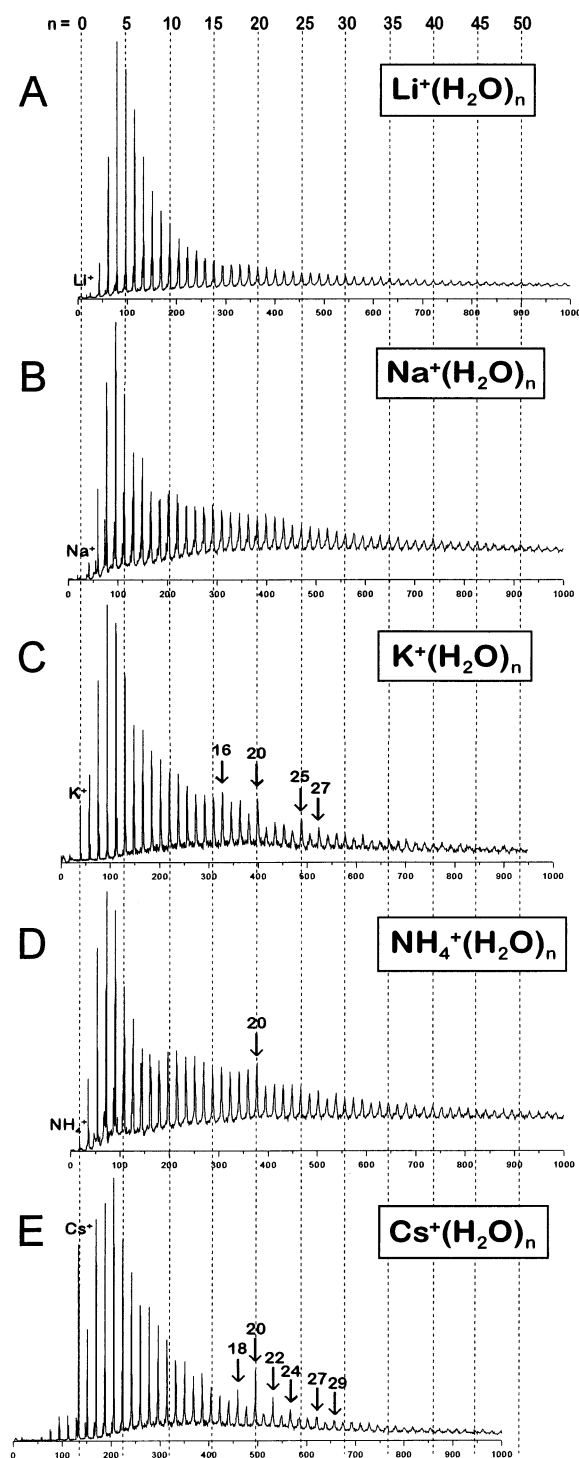 n = 0 5 10 15 20 25 30 35 40 45 50
A
Li⁺(H₂O)ₙ
Li⁺
0 100 200 300 400 500 600 700 800 900 1000
B
Na⁺(H₂O)ₙ
Na⁺
0 100 200 300 400 500 600 700 800 900 1000
C
K⁺(H₂O)ₙ
16 20 25 27
K⁺
0 100 200 300 400 500 600 700 800 900 1000
D
NH₄⁺(H₂O)ₙ
20
NH₄⁺
0 100 200 300 400 500 600 700 800 900 1000
E
Cs⁺(H₂O)ₙ
Cs⁺
18 20 22 24 27 29
0 100 200 300 400 500 600 700 800 900 1000